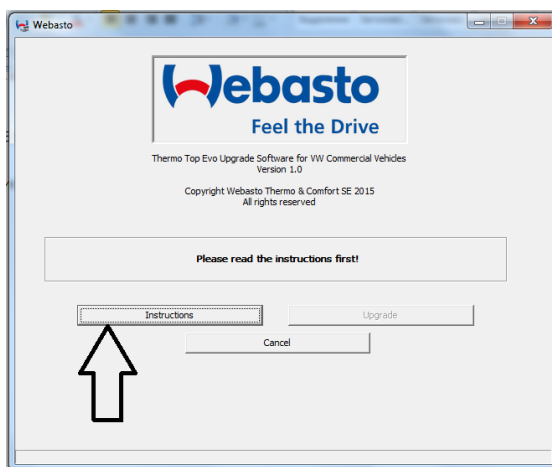 Webasto
Webasto
Feel the Drive
Thermo Top Evo Upgrade Software for VW Commercial Vehicles
Version 1.0
Copyright Webasto Thermo & Comfort SE 2015
All rights reserved
Please read the instructions first!
Instructions
Upgrade
Cancel